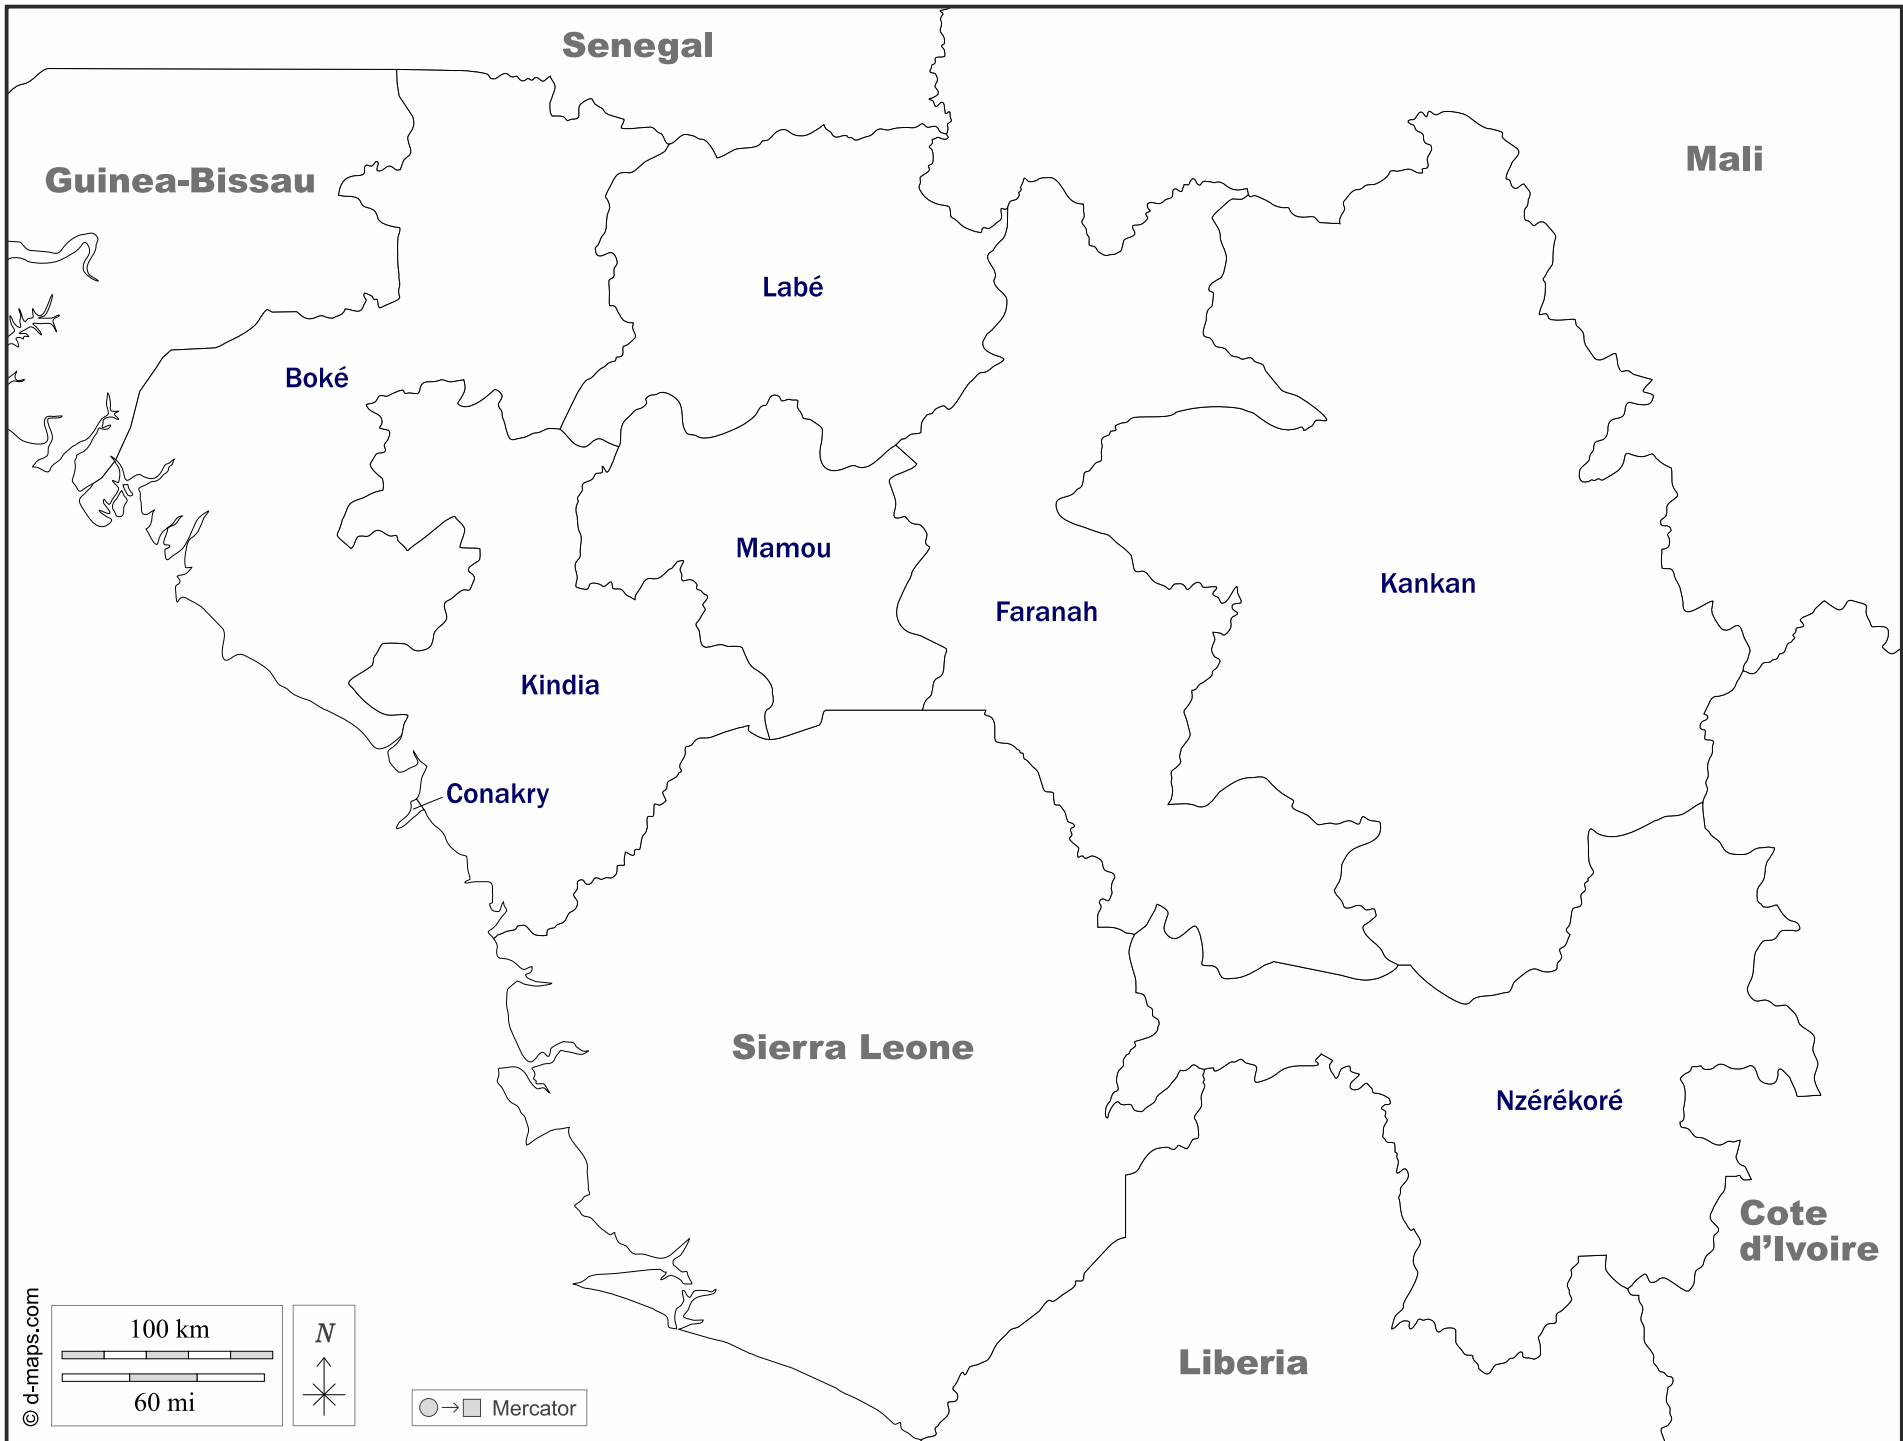 Senegal
Mali
Guinea-Bissau
Labé
Boké
Mamou
Kankan
Faranah
Kindia
Conakry
Sierra Leone
Nzérékoré
Cote
d'Ivoire
Liberia
100 km
60 mi
N
Mercator
© d-maps.com